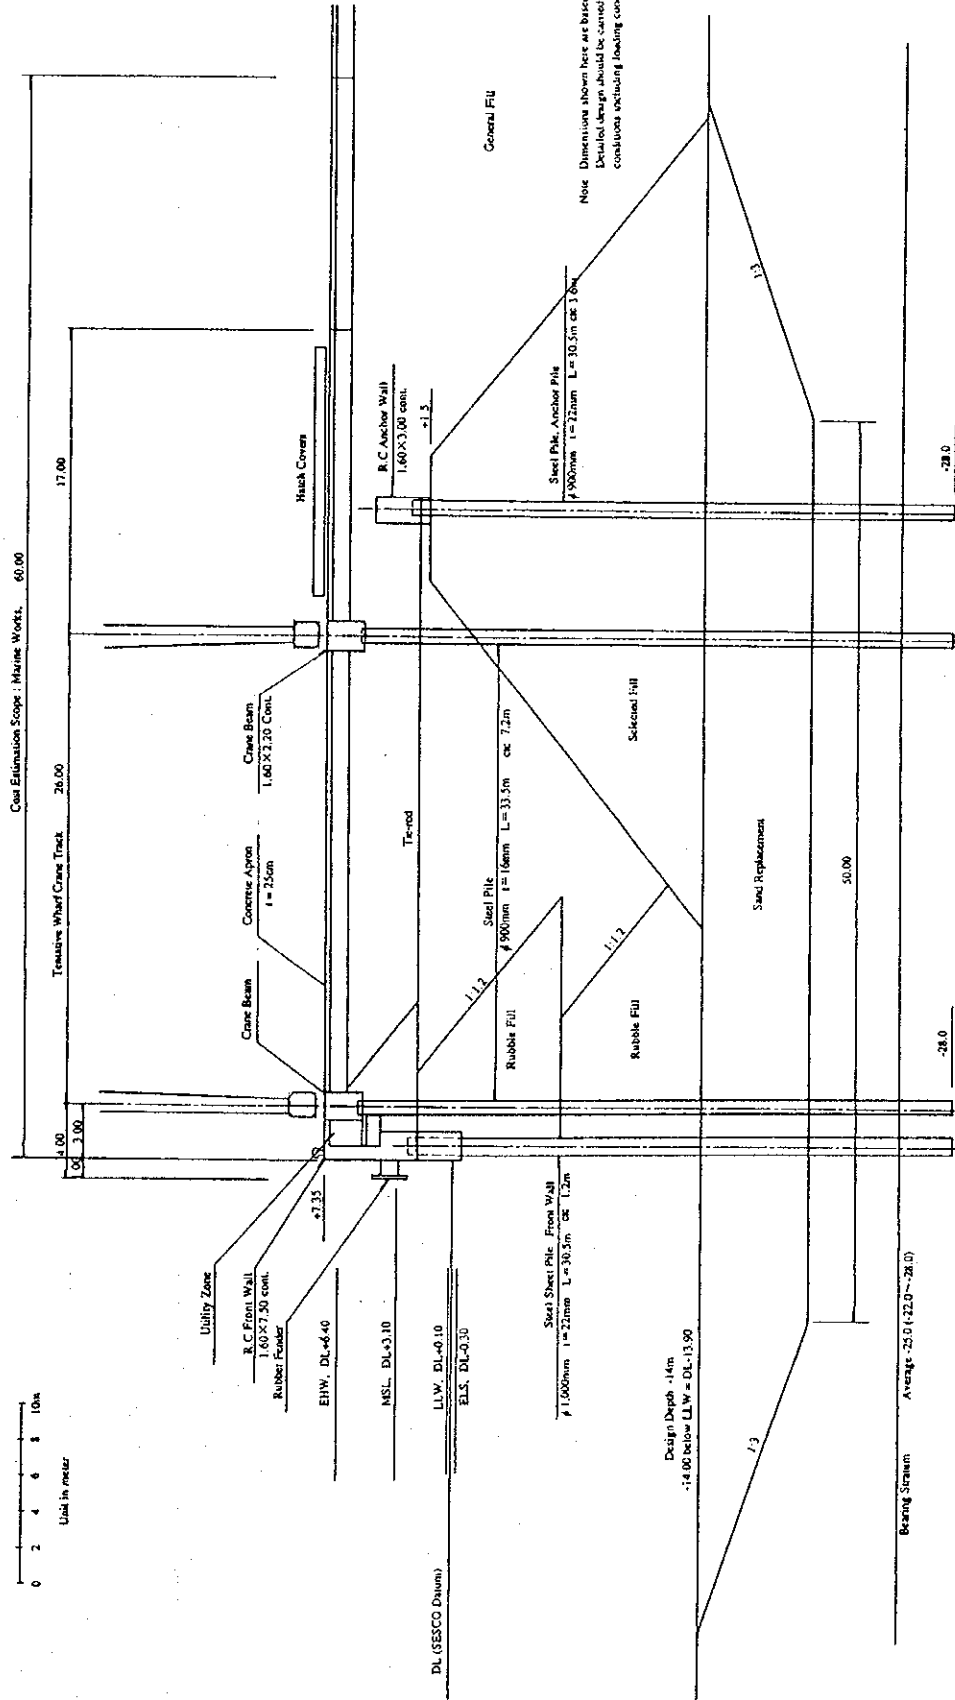 Cost Estimation Scope : Marine Works, 60.00
Tentative Wharf Crane Track
4.00
3.00
26.00
17.00
Crane Beam
Concrete Apron
t = 25cm
Crane Beam
1.60×2.20 Cont.
Hatch Covers
Utility Zone
R.C Front Wall
1.60×7.50 cont.
Rubber Fender
+7.35
EHW, DL+6.40
MSL, DL+3.10
LLW, DL+0.10
ELS, DL-0.30
DL (SESCO Datum)
Tie-rod
R.C Anchor Wall
1.60×3.00 cont.
+1.5
General Fill
Steel Pile
φ900mm t=16mm L=33.5m ctc 7.2m
Steel Pile, Anchor Pile
φ900mm t=22mm L=30.5m ctc 3.6m
Steel Sheet Pile Front Wall
φ1,000mm t=22mm L=30.5m ctc 1.2m
1:1.2
Rubble Fill
1:1.2
Rubble Fill
Selected Fill
Note Dimensions shown here are based
Detailed design should be carried
conditions including loading con
Design Depth -14m
-14.00 below LLW = DL-13.90
Sand Replacement
1:3
1:3
50.00
Bearing Stratum Average -25.0 (-22.0~-28.0)
-28.0
-28.0
0 2 4 6 8 10m
Unit in meter